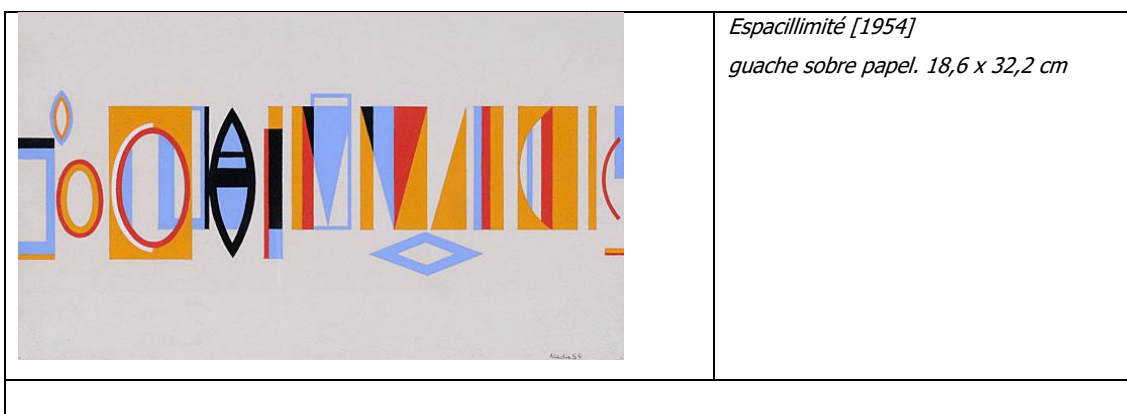 Espacillimité [1954]
guache sobre papel. 18,6 x 32,2 cm